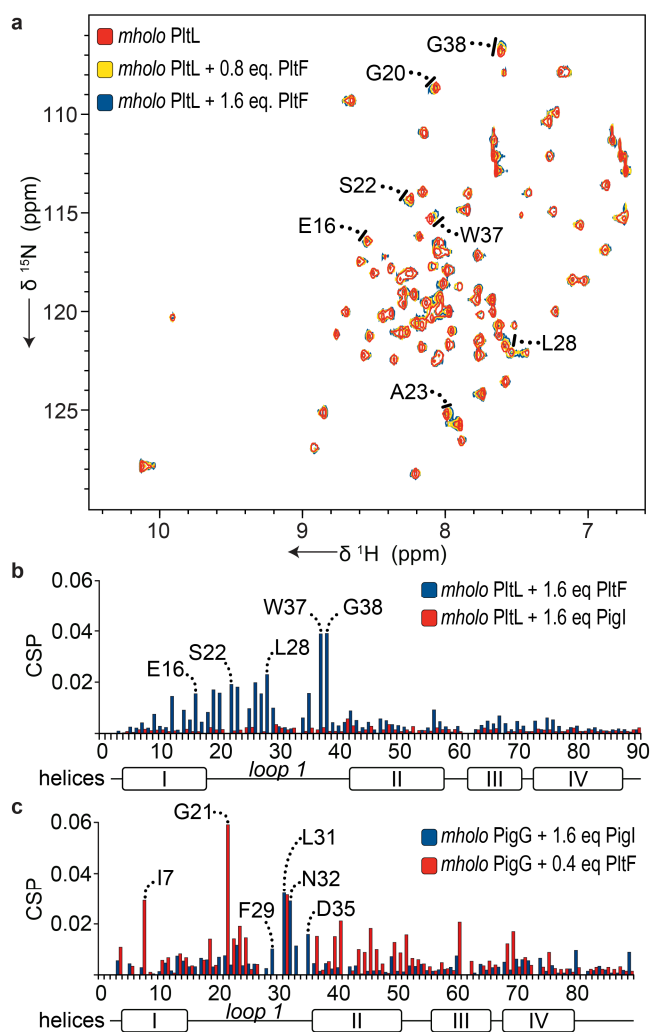 a
mholo PltL
mholo PltL + 0.8 eq. PltF
mholo PltL + 1.6 eq. PltF
G38
G20
S22
E16
W37
L28
A23
110
115
120
125
δ ¹⁵N (ppm)
10 9 8 7
δ ¹H (ppm)
b
mholo PltL + 1.6 eq PltF
mholo PltL + 1.6 eq PigI
W37 G38
S22 L28
E16
CSP
0.06
0.04
0.02
0 10 20 30 40 50 60 70 80 90
helices I loop 1 II III IV
c
mholo PigG + 1.6 eq PigI
mholo PigG + 0.4 eq PltF
G21
L31
I7 N32
F29 D35
CSP
0.06
0.04
0.02
0 10 20 30 40 50 60 70 80
helices I loop 1 II III IV